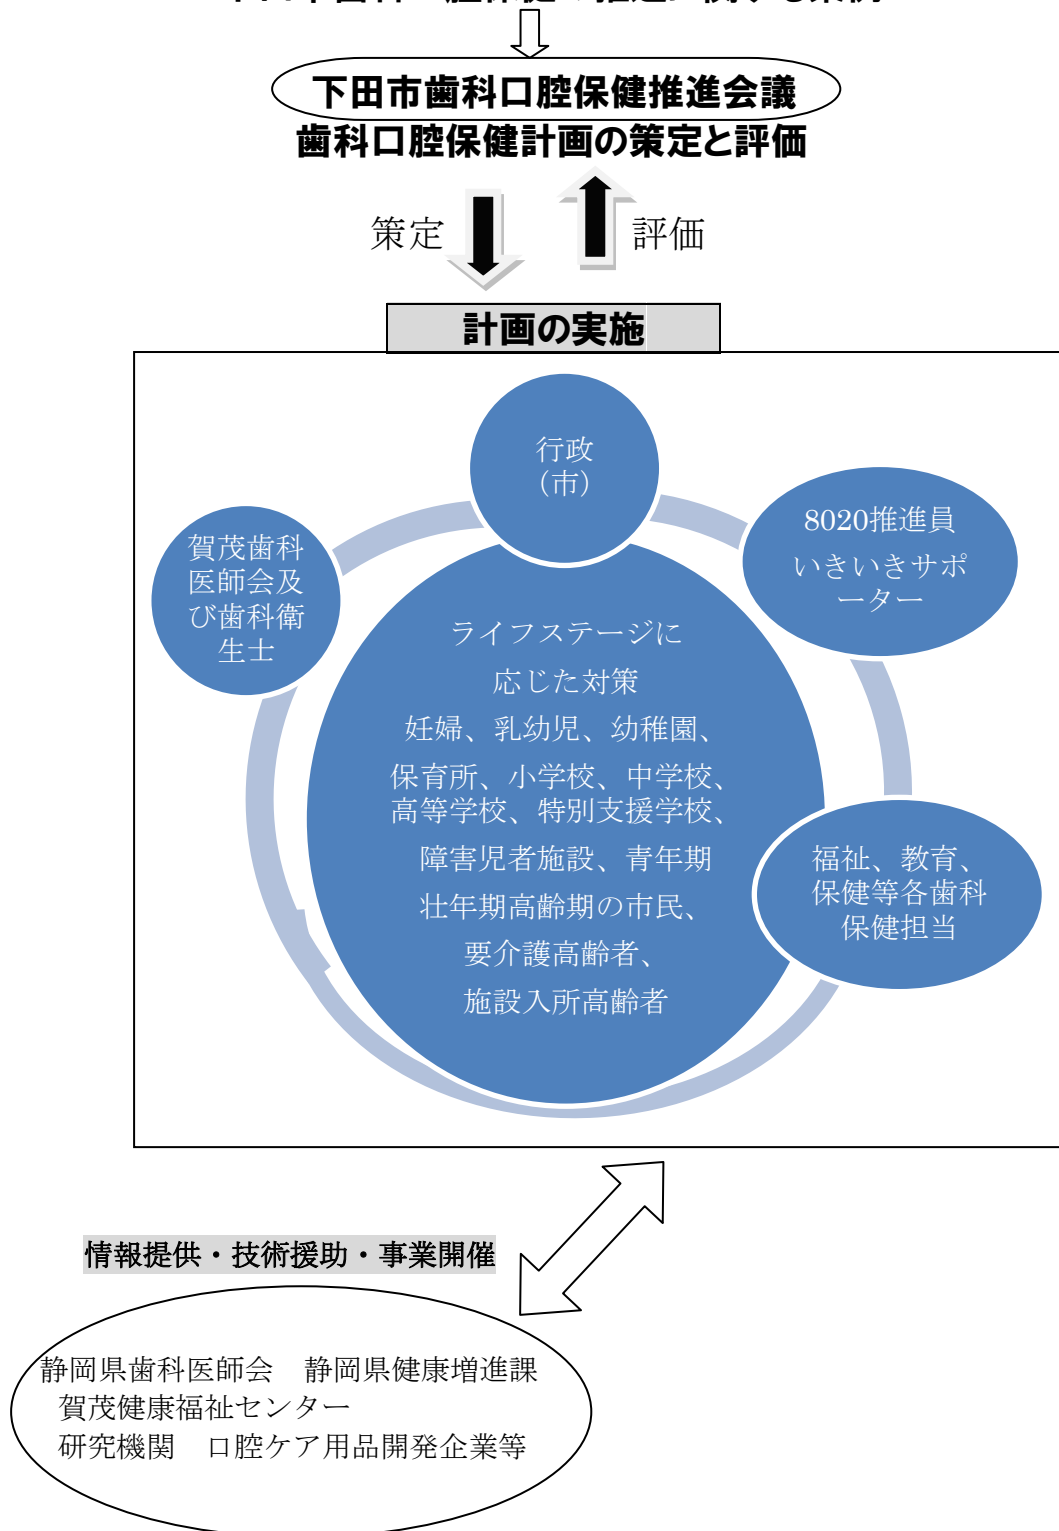 下田市歯科口腔保健推進会議
歯科口腔保健計画の策定と評価
策定
評価
計画の実施
行政
（市）
8020推進員
いきいきサポ
ーター
賀茂歯科
医師会及
び歯科衛
生士
ライフステージに
応じた対策
妊婦、乳幼児、幼稚園、
保育所、小学校、中学校、
高等学校、特別支援学校、
障害児者施設、青年期
壮年期高齢期の市民、
要介護高齢者、
施設入所高齢者
福祉、教育、
保健等各歯科
保健担当
情報提供・技術援助・事業開催
静岡県歯科医師会　静岡県健康増進課
賀茂健康福祉センター
研究機関　口腔ケア用品開発企業等